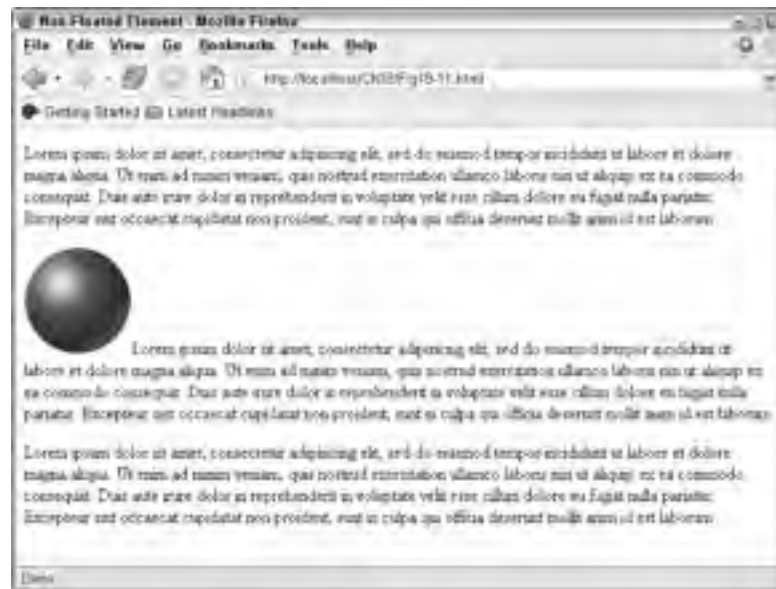 Non-Floated Element - Mozilla Firefox
File Edit View Go Bookmarks Tools Help
Getting Started Latest Headlines
Lorem ipsum dolor sit amet, consectetur adipisicing elit, sed do eiusmod tempor incididunt ut labore et dolore
magna aliqua. Ut enim ad minim veniam, quis nostrud exercitation ullamco laboris nisi ut aliquip ex ea commodo
consequat. Duis aute irure dolor in reprehenderit in voluptate velit esse cillum dolore eu fugiat nulla pariatur.
Excepteur sint occaecat cupidatat non proident, sunt in culpa qui officia deserunt mollit anim id est laborum.
Lorem ipsum dolor sit amet, consectetur adipisicing elit, sed do eiusmod tempor incididunt ut
labore et dolore magna aliqua. Ut enim ad minim veniam, quis nostrud exercitation ullamco laboris nisi ut aliquip ex
ea commodo consequat. Duis aute irure dolor in reprehenderit in voluptate velit esse cillum dolore eu fugiat nulla
pariatur. Excepteur sint occaecat cupidatat non proident, sunt in culpa qui officia deserunt mollit anim id est laborum.
Lorem ipsum dolor sit amet, consectetur adipisicing elit, sed do eiusmod tempor incididunt ut labore et dolore
magna aliqua. Ut enim ad minim veniam, quis nostrud exercitation ullamco laboris nisi ut aliquip ex ea commodo
consequat. Duis aute irure dolor in reprehenderit in voluptate velit esse cillum dolore eu fugiat nulla pariatur.
Excepteur sint occaecat cupidatat non proident, sunt in culpa qui officia deserunt mollit anim id est laborum.
Done